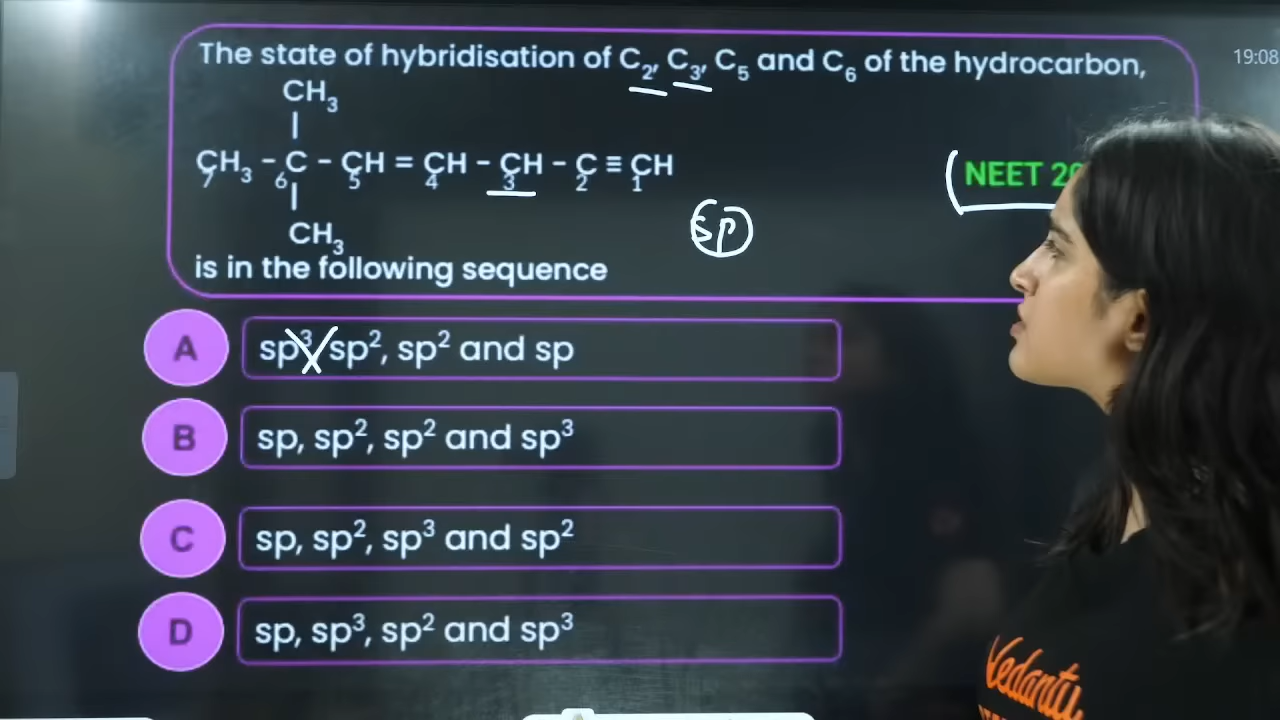 The state of hybridisation of C₂, C₃, C₅ and C₆ of the hydrocarbon,
19:08
CH₃
|
CH₃ - C - CH = CH - CH - C ≡ CH
7 6 5 4 3 2 1
|
(NEET
CH₃
sp
is in the following sequence
A sp³ sp², sp² and sp
B sp, sp², sp² and sp³
C sp, sp², sp³ and sp²
D sp, sp³, sp² and sp³
Vedantu